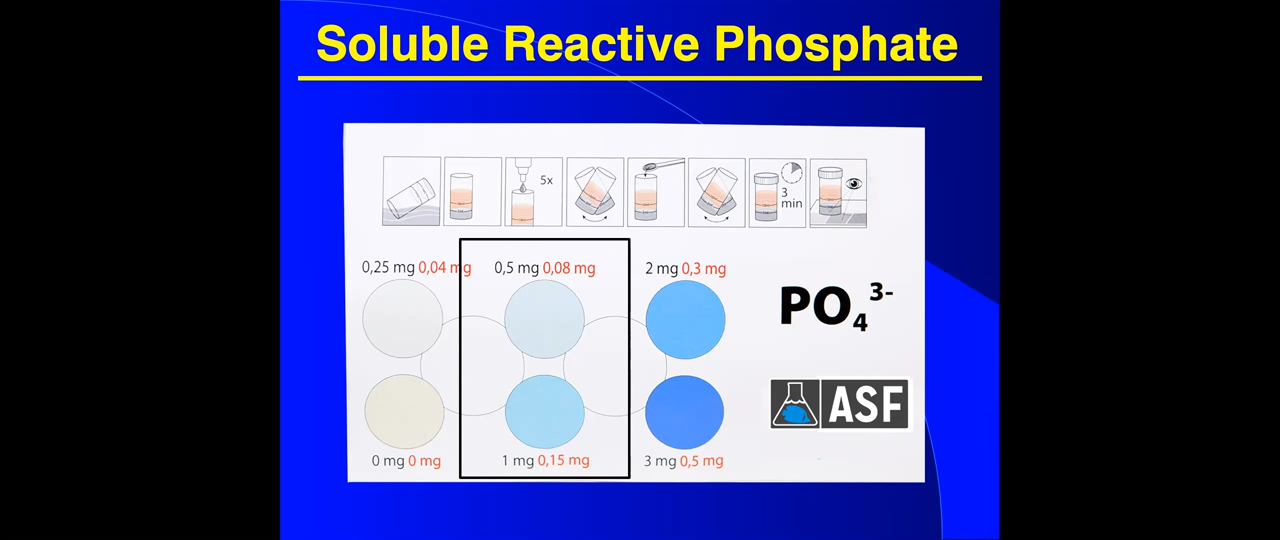 Soluble Reactive Phosphate
5x
3
min
0,25 mg 0,04 mg 0,5 mg 0,08 mg 2 mg 0,3 mg
PO₄³⁻
ASF
0 mg 0 mg 1 mg 0,15 mg 3 mg 0,5 mg